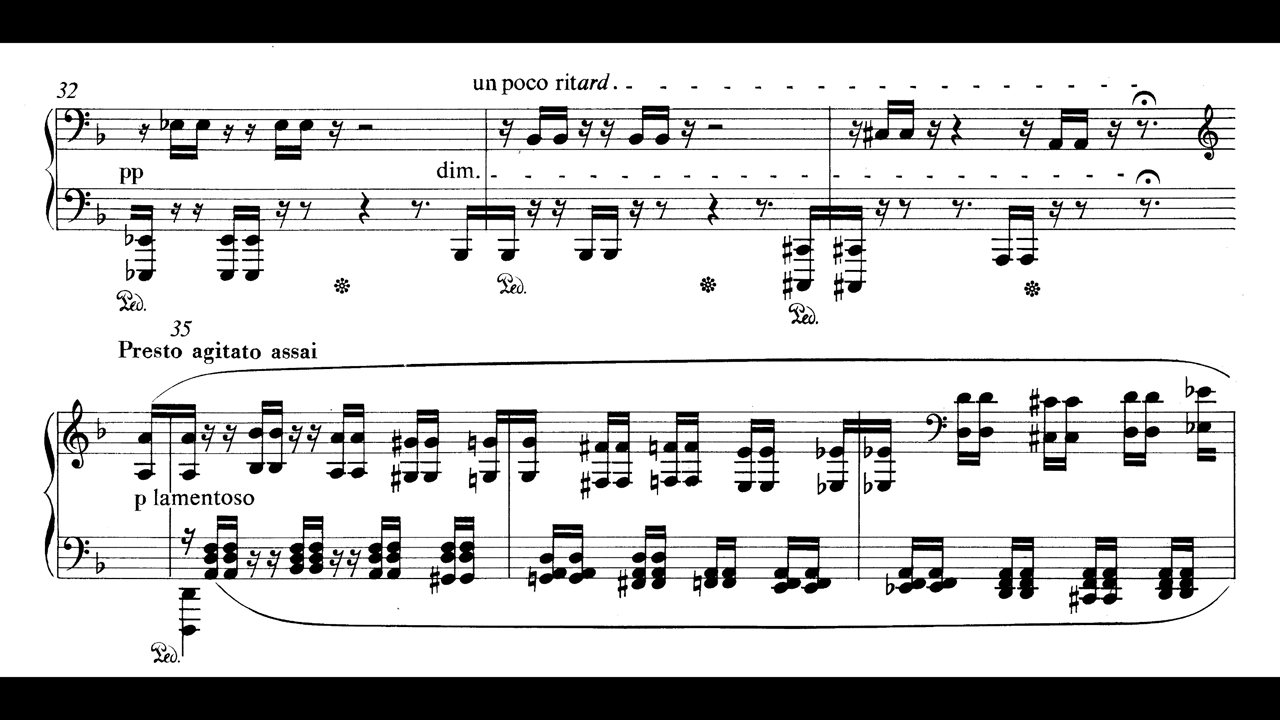 32
un poco ritard.
pp
dim.
Ped.
Ped.
Ped.
35
Presto agitato assai
p lamentoso
Ped.